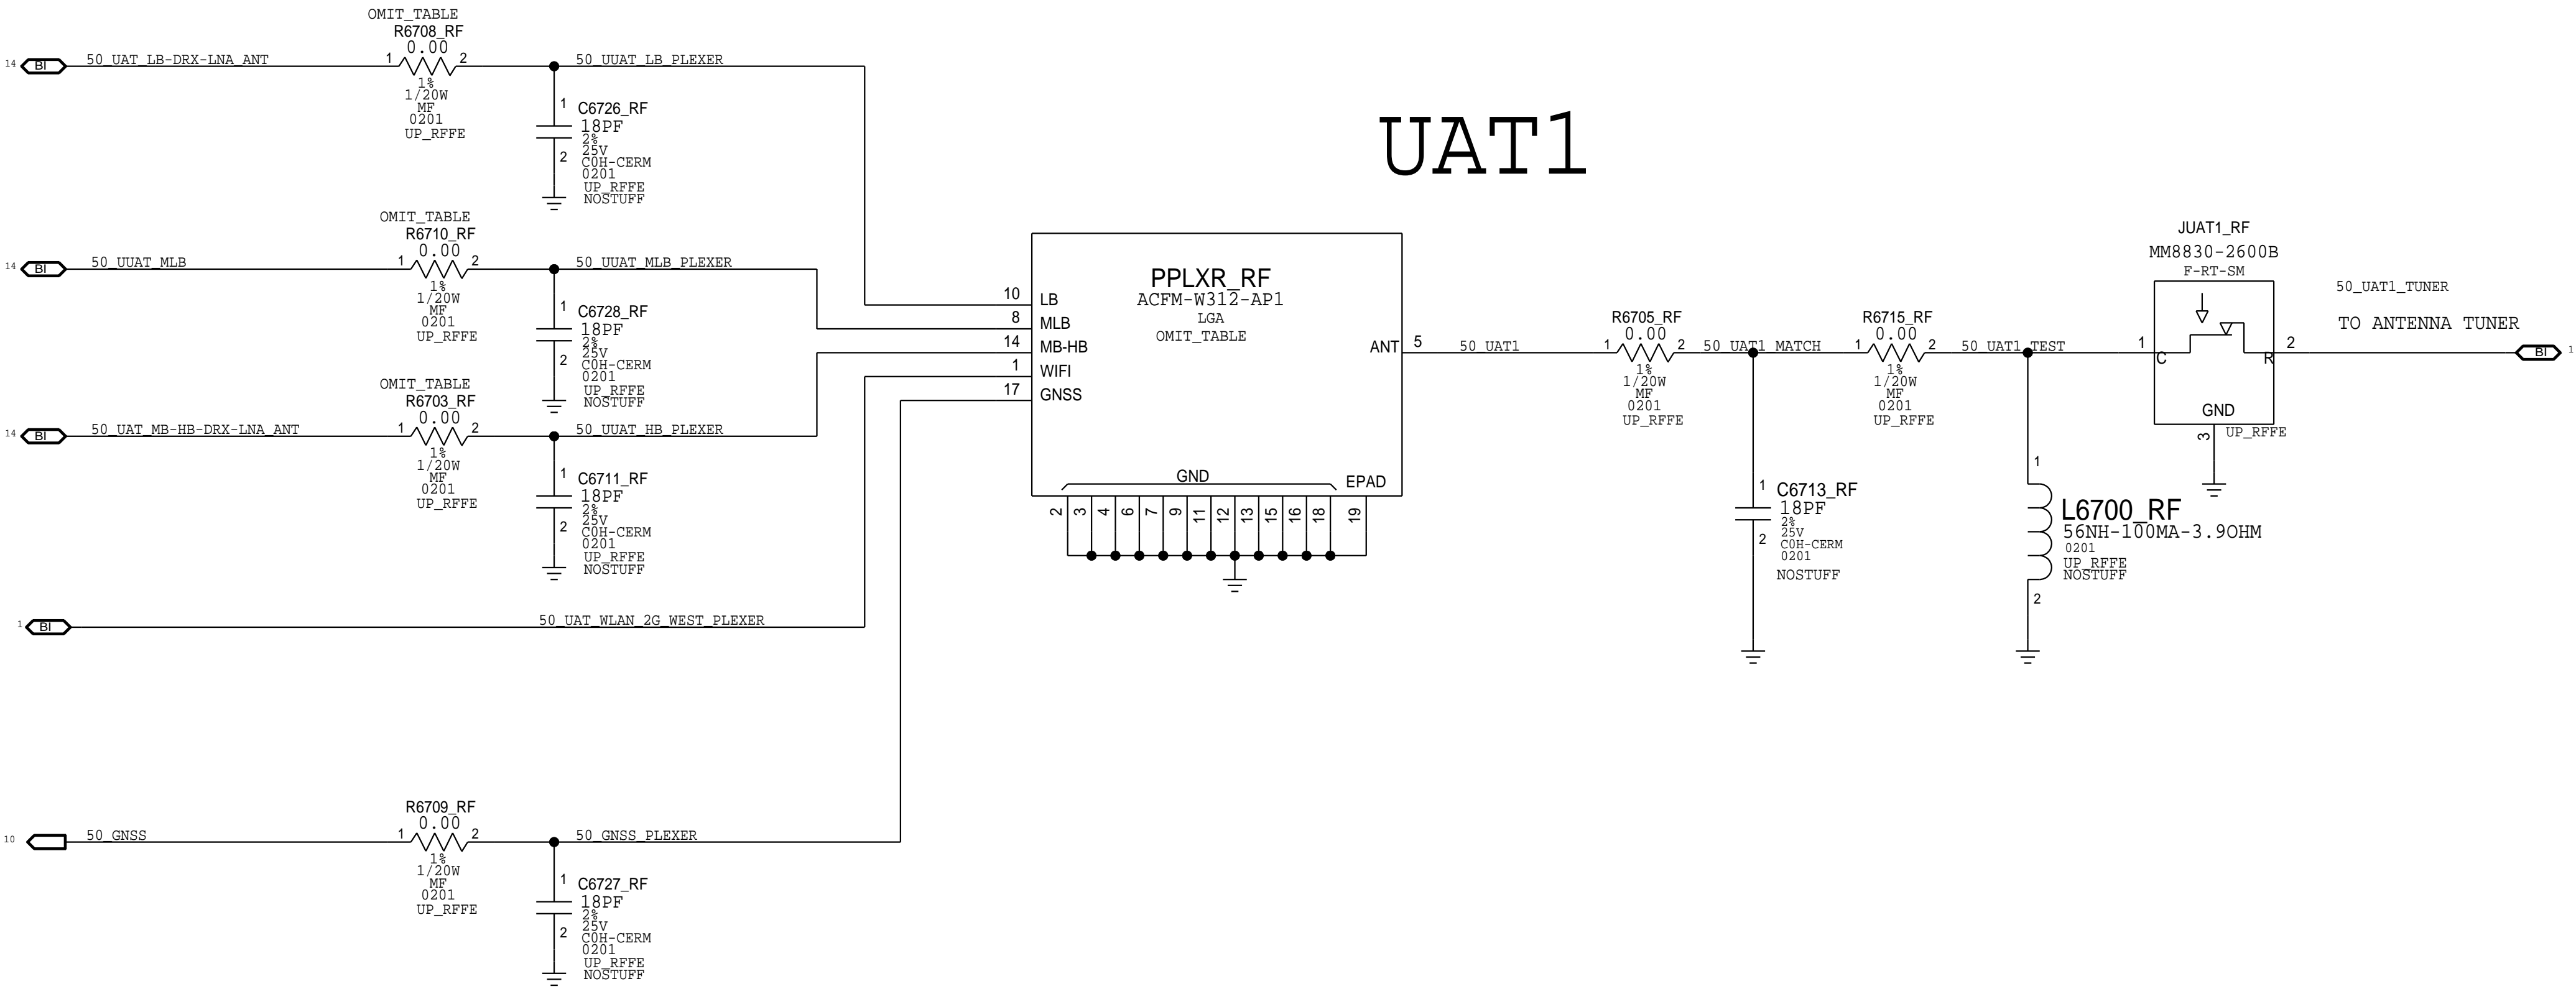 UAT1
OMIT_TABLE
R6708_RF
0.00
14
BI
50_UAT_LB-DRX-LNA_ANT
1
2
50_UUAT_LB_PLEXER
1%
1/20W
MF
0201
UP_RFFE
1
C6726_RF
18PF
2%
25V
2
C0H-CERM
0201
UP_RFFE
NOSTUFF
OMIT_TABLE
R6710_RF
0.00
14
BI
50_UUAT_MLB
1
2
50_UUAT_MLB_PLEXER
1%
1/20W
MF
0201
UP_RFFE
1
C6728_RF
18PF
2%
25V
2
C0H-CERM
0201
UP_RFFE
NOSTUFF
OMIT_TABLE
R6703_RF
0.00
14
BI
50_UAT_MB-HB-DRX-LNA_ANT
1
2
50_UUAT_HB_PLEXER
1%
1/20W
MF
0201
UP_RFFE
1
C6711_RF
18PF
2%
25V
2
C0H-CERM
0201
UP_RFFE
NOSTUFF
1
BI
50_UAT_WLAN_2G_WEST_PLEXER
R6709_RF
0.00
10
50_GNSS
1
2
50_GNSS_PLEXER
1%
1/20W
MF
0201
UP_RFFE
1
C6727_RF
18PF
2%
25V
2
C0H-CERM
0201
UP_RFFE
NOSTUFF
PPLXR_RF
ACFM-W312-AP1
LGA
OMIT_TABLE
10 LB
8 MLB
14 MB-HB
1 WIFI
17 GNSS
ANT 5
GND
EPAD
2 3 4 6 7 9 11 12 13 15 16 18 19
50_UAT1
R6705_RF
0.00
1
2
1%
1/20W
MF
0201
UP_RFFE
50_UAT1_MATCH
1
C6713_RF
18PF
2%
25V
2
C0H-CERM
0201
NOSTUFF
R6715_RF
0.00
1
2
1%
1/20W
MF
0201
UP_RFFE
50_UAT1_TEST
1
L6700_RF
56NH-100MA-3.9OHM
0201
UP_RFFE
NOSTUFF
2
JUAT1_RF
MM8830-2600B
F-RT-SM
1
C
R
2
GND
3
UP_RFFE
50_UAT1_TUNER
TO ANTENNA TUNER
BI
1